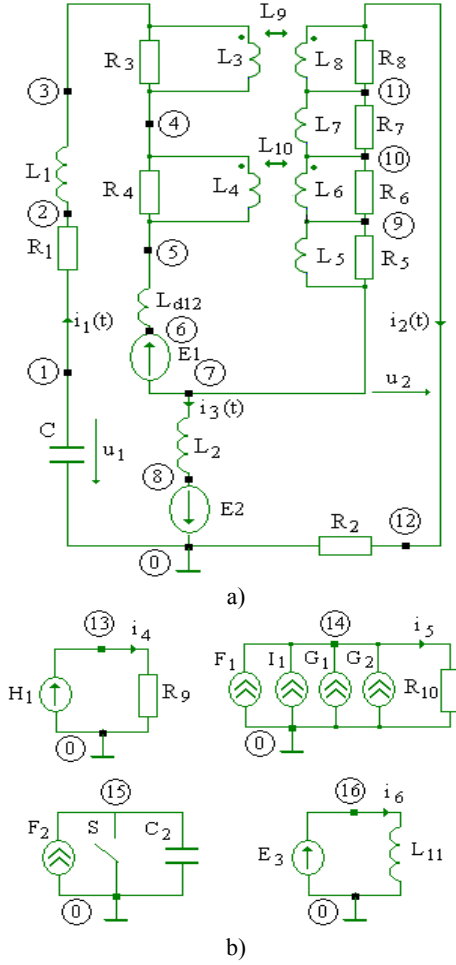 L9
R3 L3 L8 R8
3 11
4 L7 R7
L10 10
L1 R4 L4 L6 R6
2 9
R1 5 L5 R5
Ld12
i1(t) 6 i2(t)
1 E1 7
u2
C i3(t)
u1 L2
8
E2 12
R2
0
a)
13 i4 14 i5
F1 I1 G1 G2
H1 R9 R10
0 0
15 16 i6
F2 S C2 E3 L11
0 0
b)